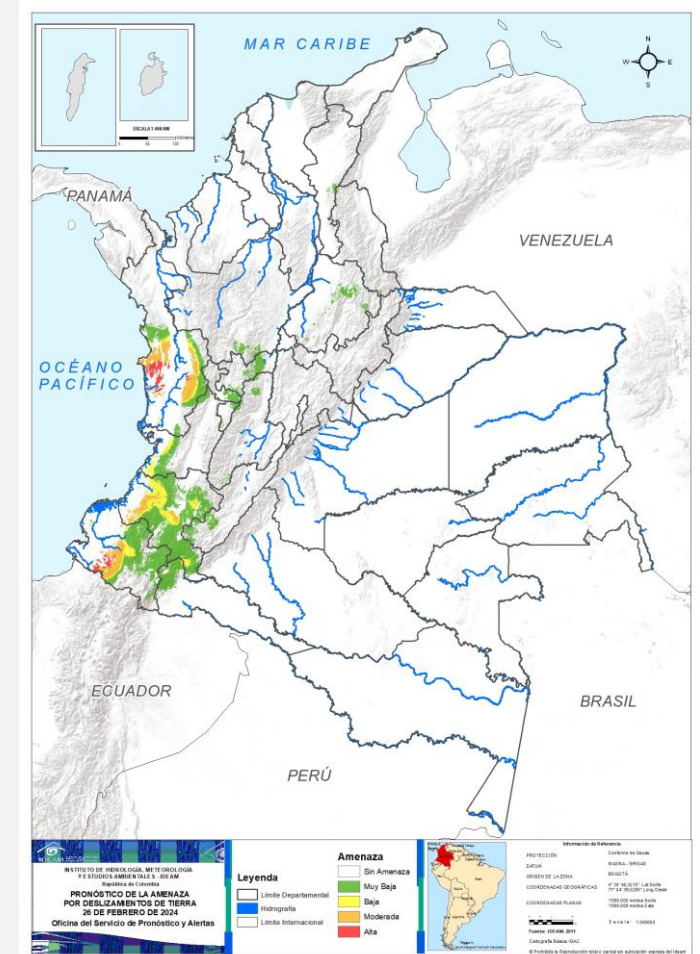 MAR CARIBE
N
W
E
S
PANAMÁ
VENEZUELA
OCÉANO
PACÍFICO
ECUADOR
BRASIL
PERÚ
INSTITUTO DE HIDROLOGÍA, METEOROLOGÍA
Y ESTUDIOS AMBIENTALES - IDEAM
República de Colombia
PRONÓSTICO DE LA AMENAZA
POR DESLIZAMIENTOS DE TIERRA
26 DE FEBRERO DE 2024
Oficina del Servicio de Pronóstico y Alertas
Leyenda
Límite Departamental
Hidrografía
Límite Internacional
Amenaza
Sin Amenaza
Muy Baja
Baja
Moderada
Alta
Información de Referencia
PROYECCIÓN
DATUM
ORIGEN DE LA ZONA
BOGOTÁ
COORDENADAS GEOGRÁFICAS
COORDENADAS PLANAS
Cartografía Básica IGAC